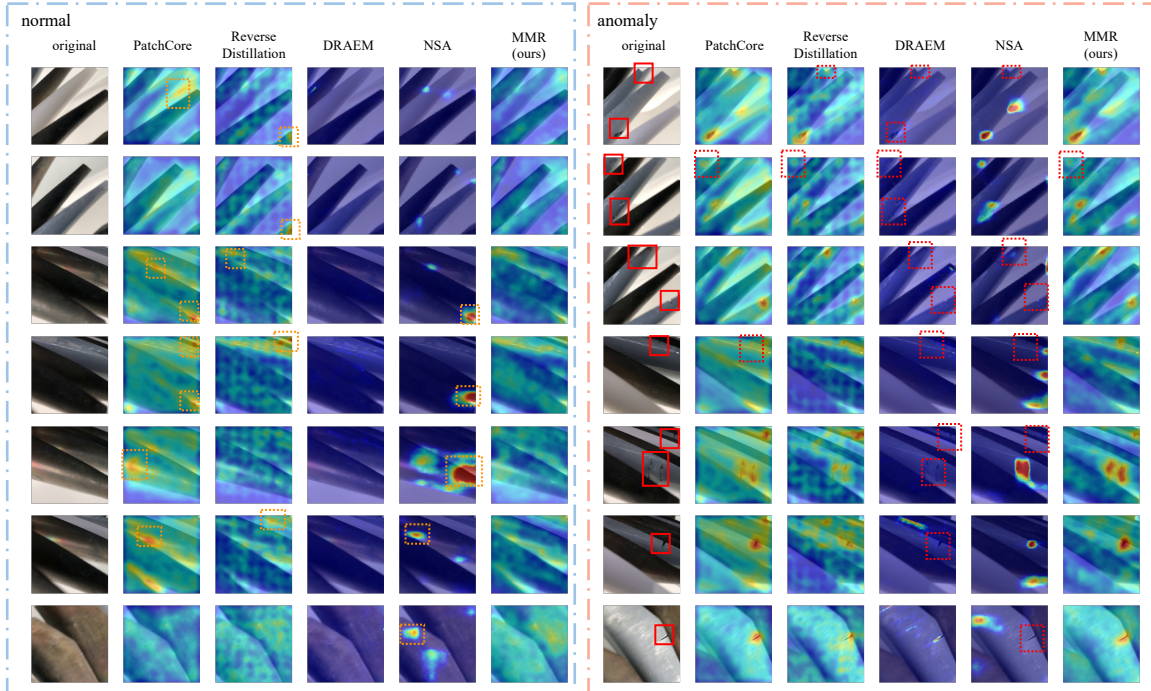 normal
original
PatchCore
Reverse
Distillation
DRAEM
NSA
MMR
(ours)
anomaly
original
PatchCore
Reverse
Distillation
DRAEM
NSA
MMR
(ours)